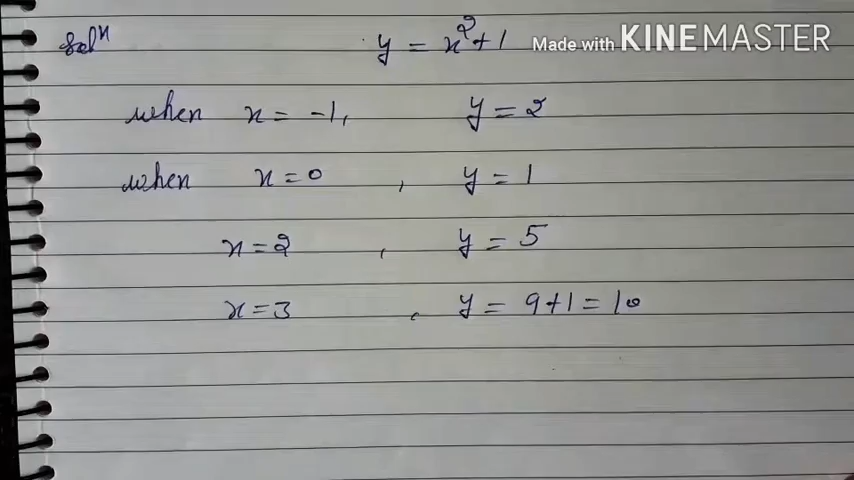 solⁿ y = x²+1 Made with KINEMASTER
when x = -1, y = 2
when x = 0 , y = 1
x = 2 , y = 5
x = 3 , y = 9+1 = 10